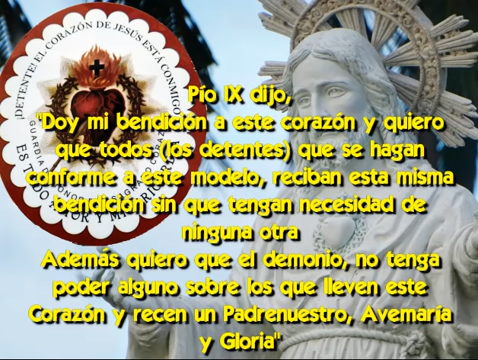 ¡DETENTE! EL CORAZÓN DE JESÚS ESTÁ CONMIGO
Pío IX dijo,
"Doy mi bendición a este corazón y quiero
que todos (los detentes) que se hagan
conforme a este modelo, reciban esta misma
bendición sin que tengan necesidad de
ninguna otra
Además quiero que el demonio, no tenga
poder alguno sobre los que lleven este
Corazón y recen un Padrenuestro, Avemaría
y Gloria"